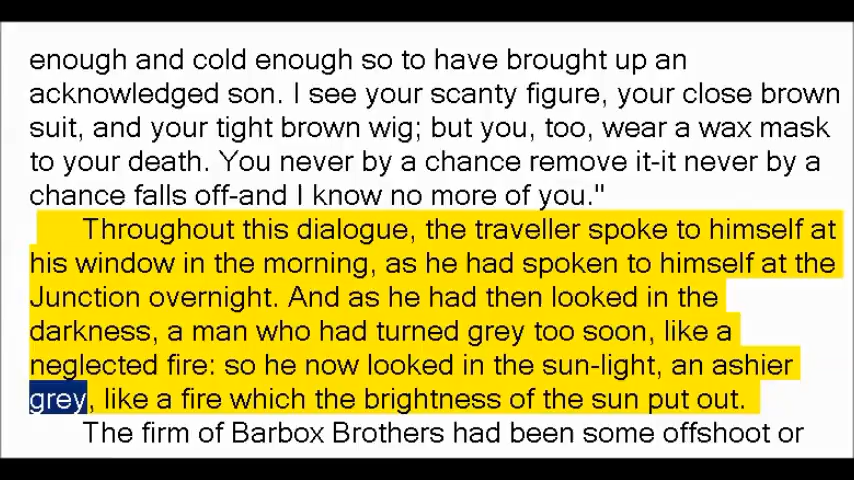 enough and cold enough so to have brought up an
acknowledged son. I see your scanty figure, your close brown
suit, and your tight brown wig; but you, too, wear a wax mask
to your death. You never by a chance remove it-it never by a
chance falls off-and I know no more of you."
Throughout this dialogue, the traveller spoke to himself at
his window in the morning, as he had spoken to himself at the
Junction overnight. And as he had then looked in the
darkness, a man who had turned grey too soon, like a
neglected fire: so he now looked in the sun-light, an ashier
grey, like a fire which the brightness of the sun put out.
The firm of Barbox Brothers had been some offshoot or